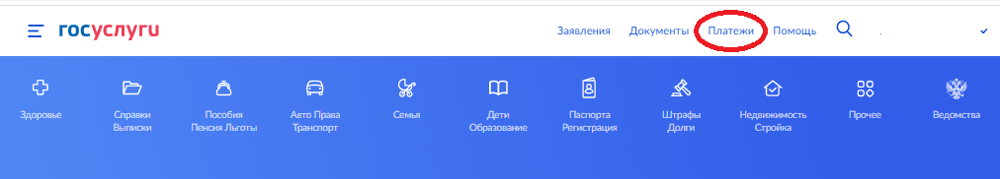 госуслуги
Заявления Документы Платежи Помощь
Здоровье
Справки
Выписки
Пособия
Пенсия Льготы
Авто Права
Транспорт
Семья
Дети
Образование
Паспорта
Регистрация
Штрафы
Долги
Недвижимость
Стройка
Прочее
Ведомства